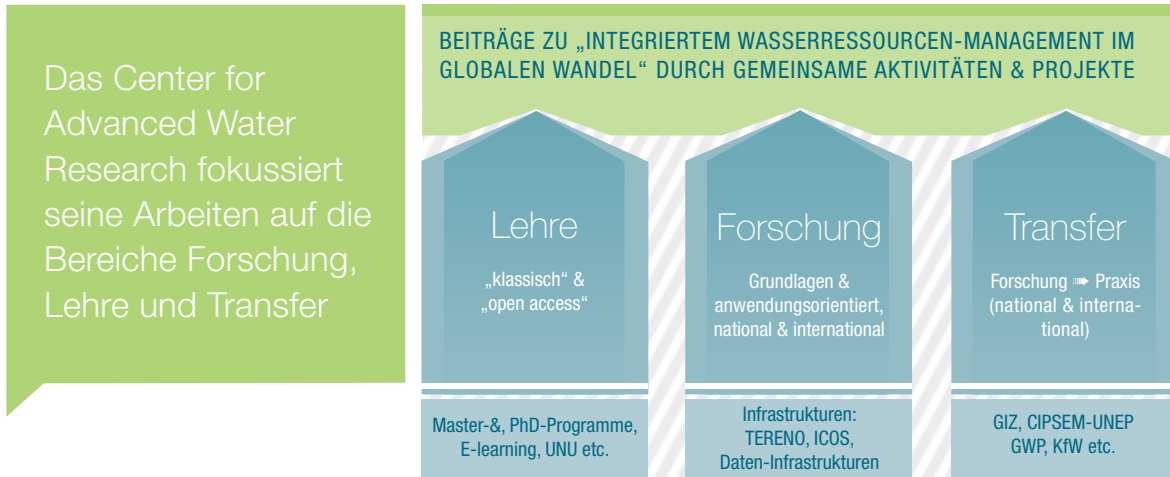 Das Center for
Advanced Water
Research fokussiert
seine Arbeiten auf die
Bereiche Forschung,
Lehre und Transfer
BEITRÄGE ZU „INTEGRIERTEM WASSERRESSOURCEN-MANAGEMENT IM
GLOBALEN WANDEL“ DURCH GEMEINSAME AKTIVITÄTEN & PROJEKTE
Lehre
„klassisch“ &
„open access“
Master-&, PhD-Programme,
E-learning, UNU etc.
Forschung
Grundlagen &
anwendungsorientiert,
national & international
Infrastrukturen:
TERENO, ICOS,
Daten-Infrastrukturen
Transfer
Forschung ➠ Praxis
(national & interna-
tional)
GIZ, CIPSEM-UNEP
GWP, KfW etc.